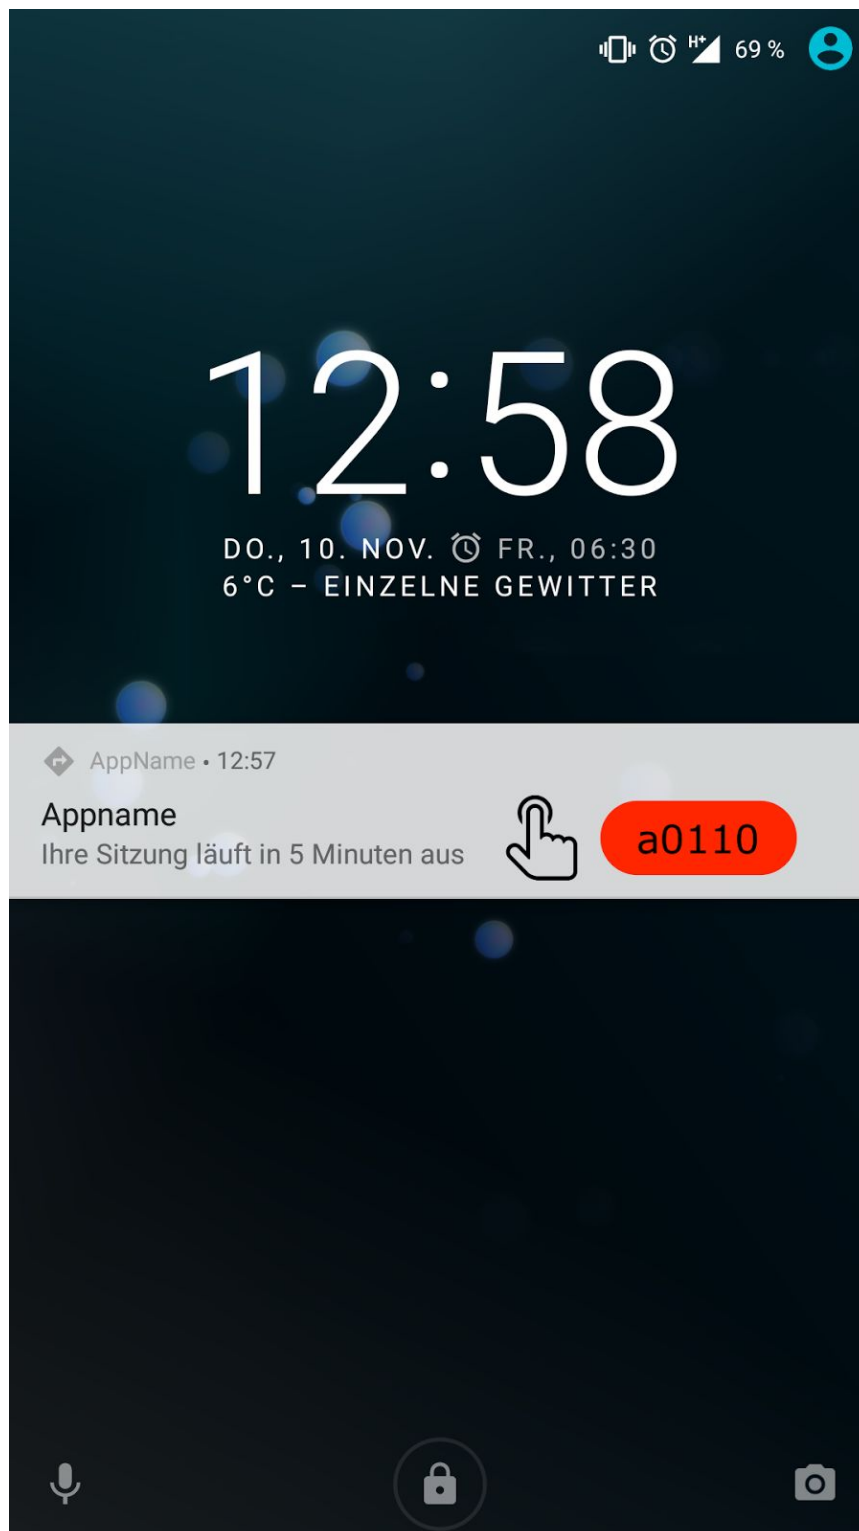 H+ 69 %
12:58
DO., 10. NOV. FR., 06:30
6°C – EINZELNE GEWITTER
AppName • 12:57
Appname
Ihre Sitzung läuft in 5 Minuten aus
a0110